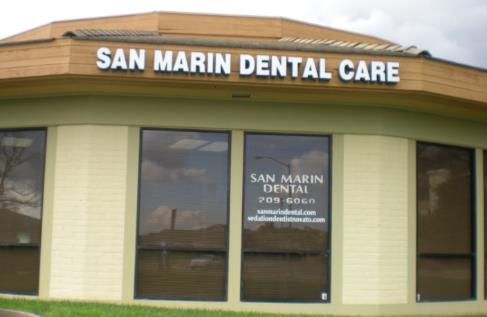 SAN MARIN DENTAL CARE
SAN MARIN
DENTAL
209-6060
sanmarindental.com
sedationdentistnovato.com